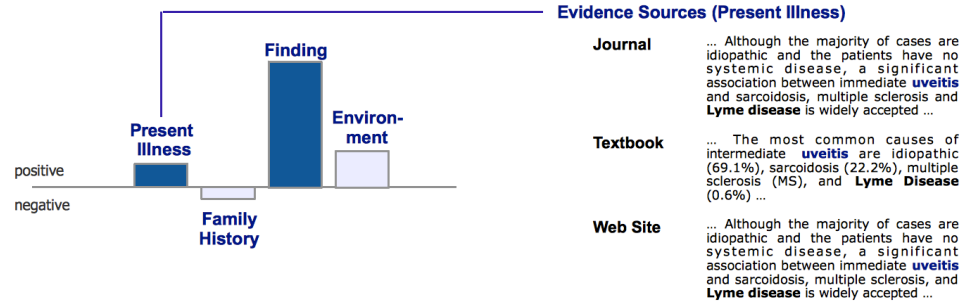 Evidence Sources (Present Illness)
Finding
Environ-
ment
Present
Illness
positive
negative
Family
History
Journal
... Although the majority of cases are
idiopathic and the patients have no
systemic disease, a significant
association between immediate uveitis
and sarcoidosis, multiple sclerosis and
Lyme disease is widely accepted ...
Textbook
... The most common causes of
intermediate uveitis are idiopathic
(69.1%), sarcoidosis (22.2%), multiple
sclerosis (MS), and Lyme Disease
(0.6%) ...
Web Site
... Although the majority of cases are
idiopathic and the patients have no
systemic disease, a significant
association between immediate uveitis
and sarcoidosis, multiple sclerosis, and
Lyme disease is widely accepted ...